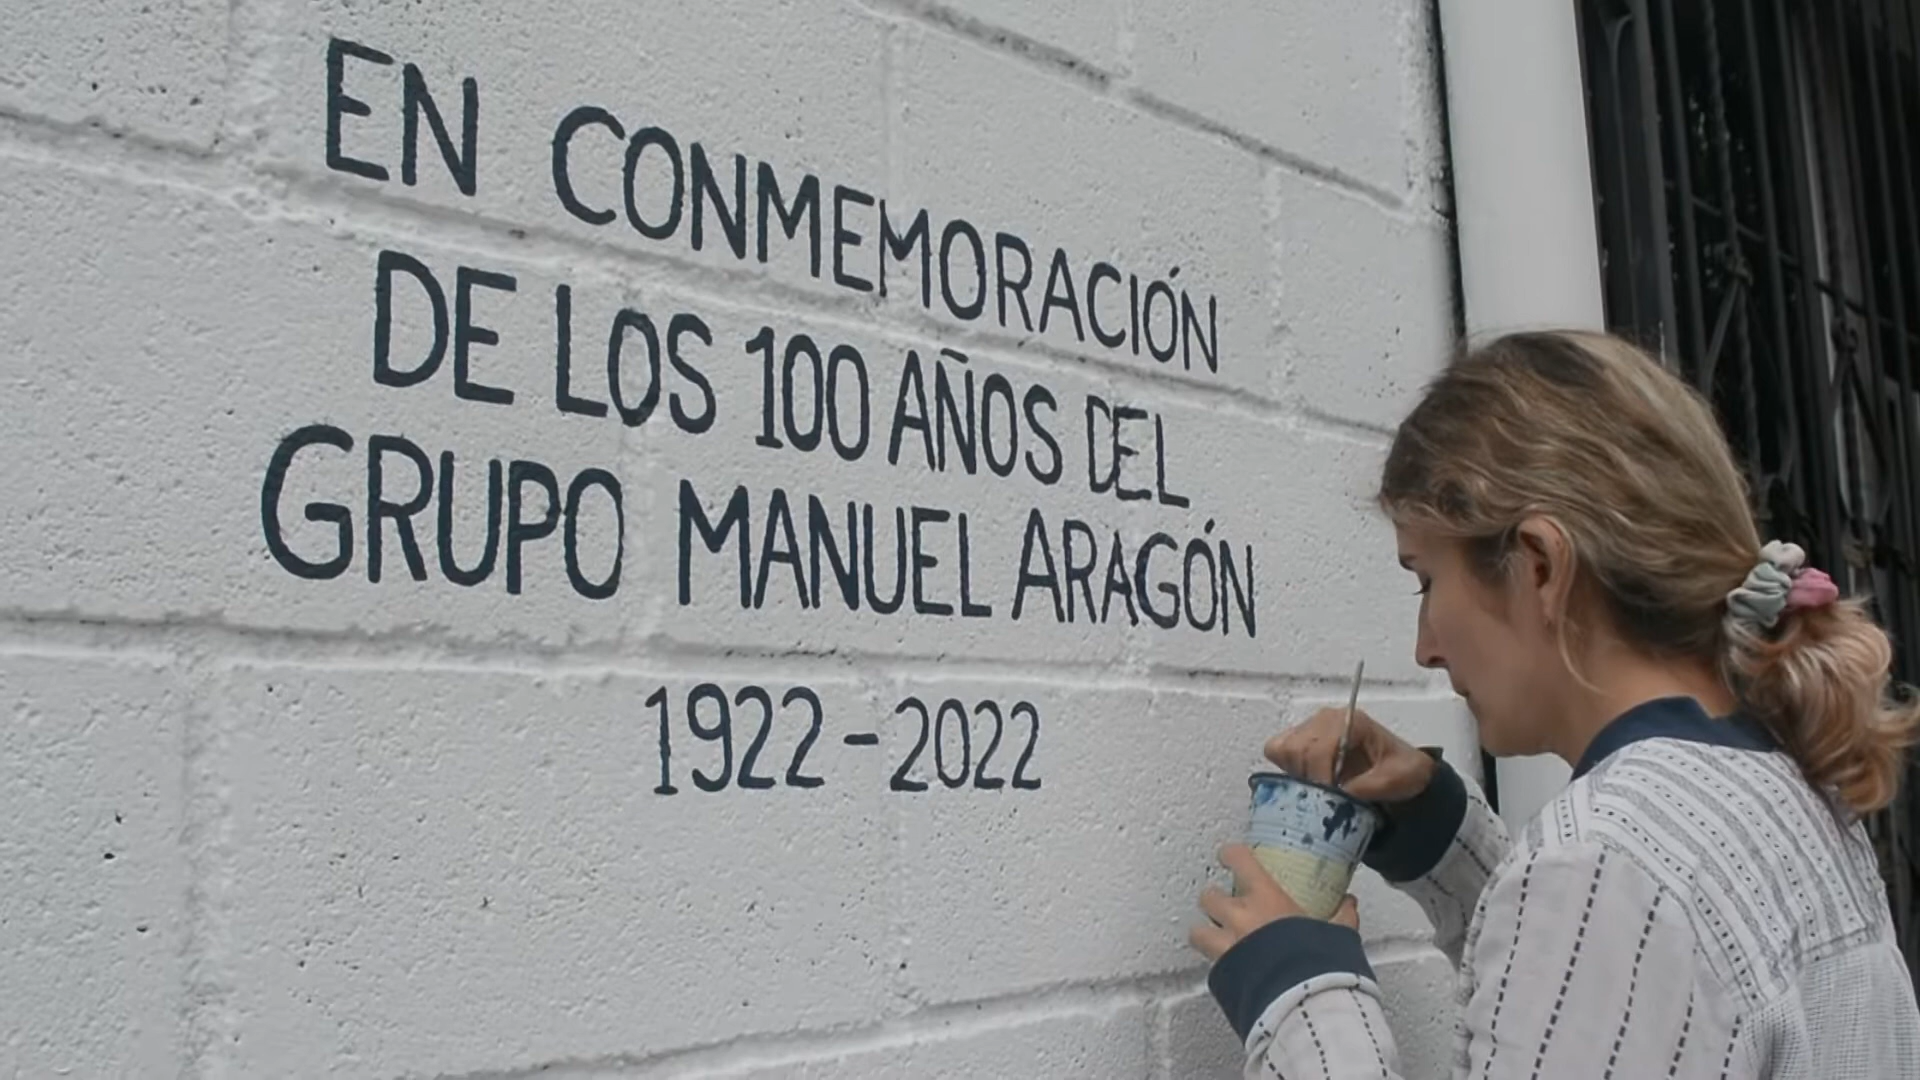 EN CONMEMORACIÓN
DE LOS 100 AÑOS DEL
GRUPO MANUEL ARAGÓN
1922-2022